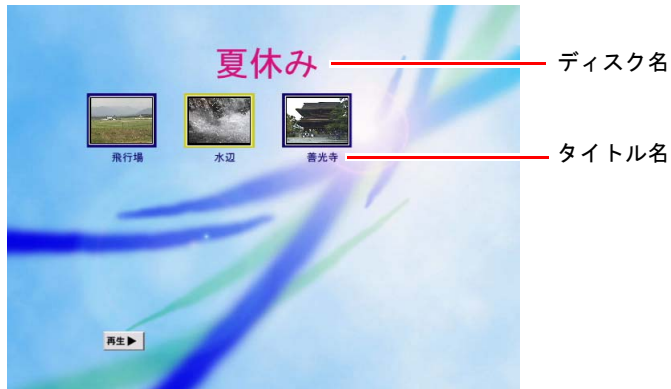 夏休み
ディスク名
飛行場
水辺
善光寺
タイトル名
再生▶